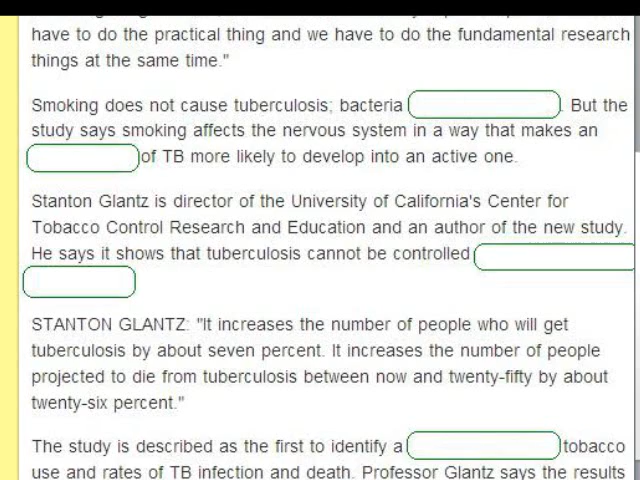 have to do the practical thing and we have to do the fundamental research
things at the same time."
Smoking does not cause tuberculosis; bacteria . But the
study says smoking affects the nervous system in a way that makes an
of TB more likely to develop into an active one.
Stanton Glantz is director of the University of California's Center for
Tobacco Control Research and Education and an author of the new study.
He says it shows that tuberculosis cannot be controlled
STANTON GLANTZ: "It increases the number of people who will get
tuberculosis by about seven percent. It increases the number of people
projected to die from tuberculosis between now and twenty-fifty by about
twenty-six percent."
The study is described as the first to identify a tobacco
use and rates of TB infection and death. Professor Glantz says the results